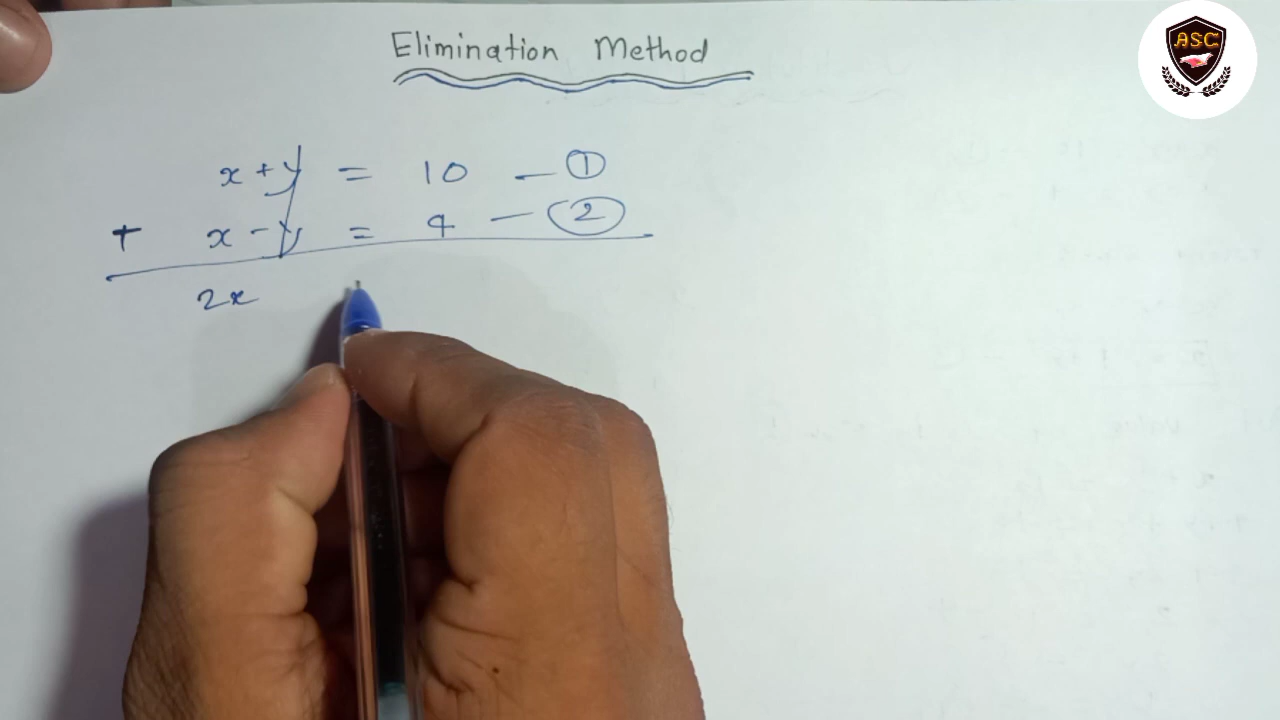 Elimination Method
ASC
x + y = 10 — ①
+ x - y = 4 — ②
2x